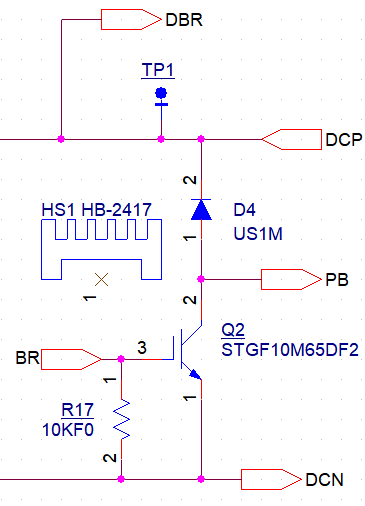 DBR
TP1
DCP
2
HS1 HB-2417
D4
1
US1M
1
PB
2
Q2
STGF10M65DF2
BR
3
1
1
R17
10KF0
2
DCN